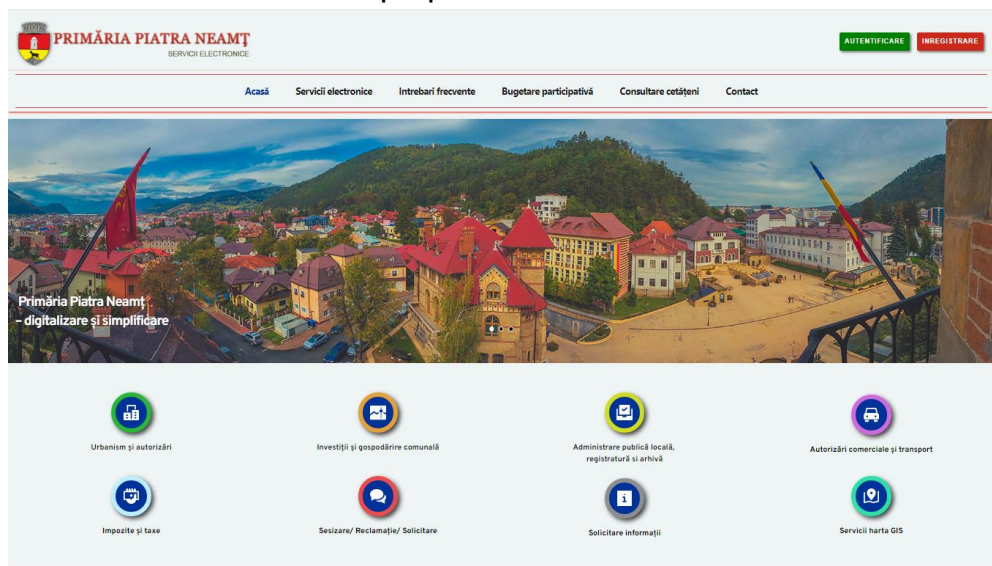 PRIMĂRIA PIATRA NEAMȚ
SERVICII ELECTRONICE
AUTENTIFICARE
INREGISTRARE
Acasă
Servicii electronice
Intrebari frecvente
Bugetare participativă
Consultare cetățeni
Contact
Primăria Piatra Neamț
- digitalizare și simplificare
Urbanism și autorizări
Investiții și gospodărire comunală
Administrare publică locală,
registratură si arhivă
Autorizări comerciale și transport
Impozite și taxe
Sesizare/ Reclamație/ Solicitare
Solicitare informații
Servicii harta GIS